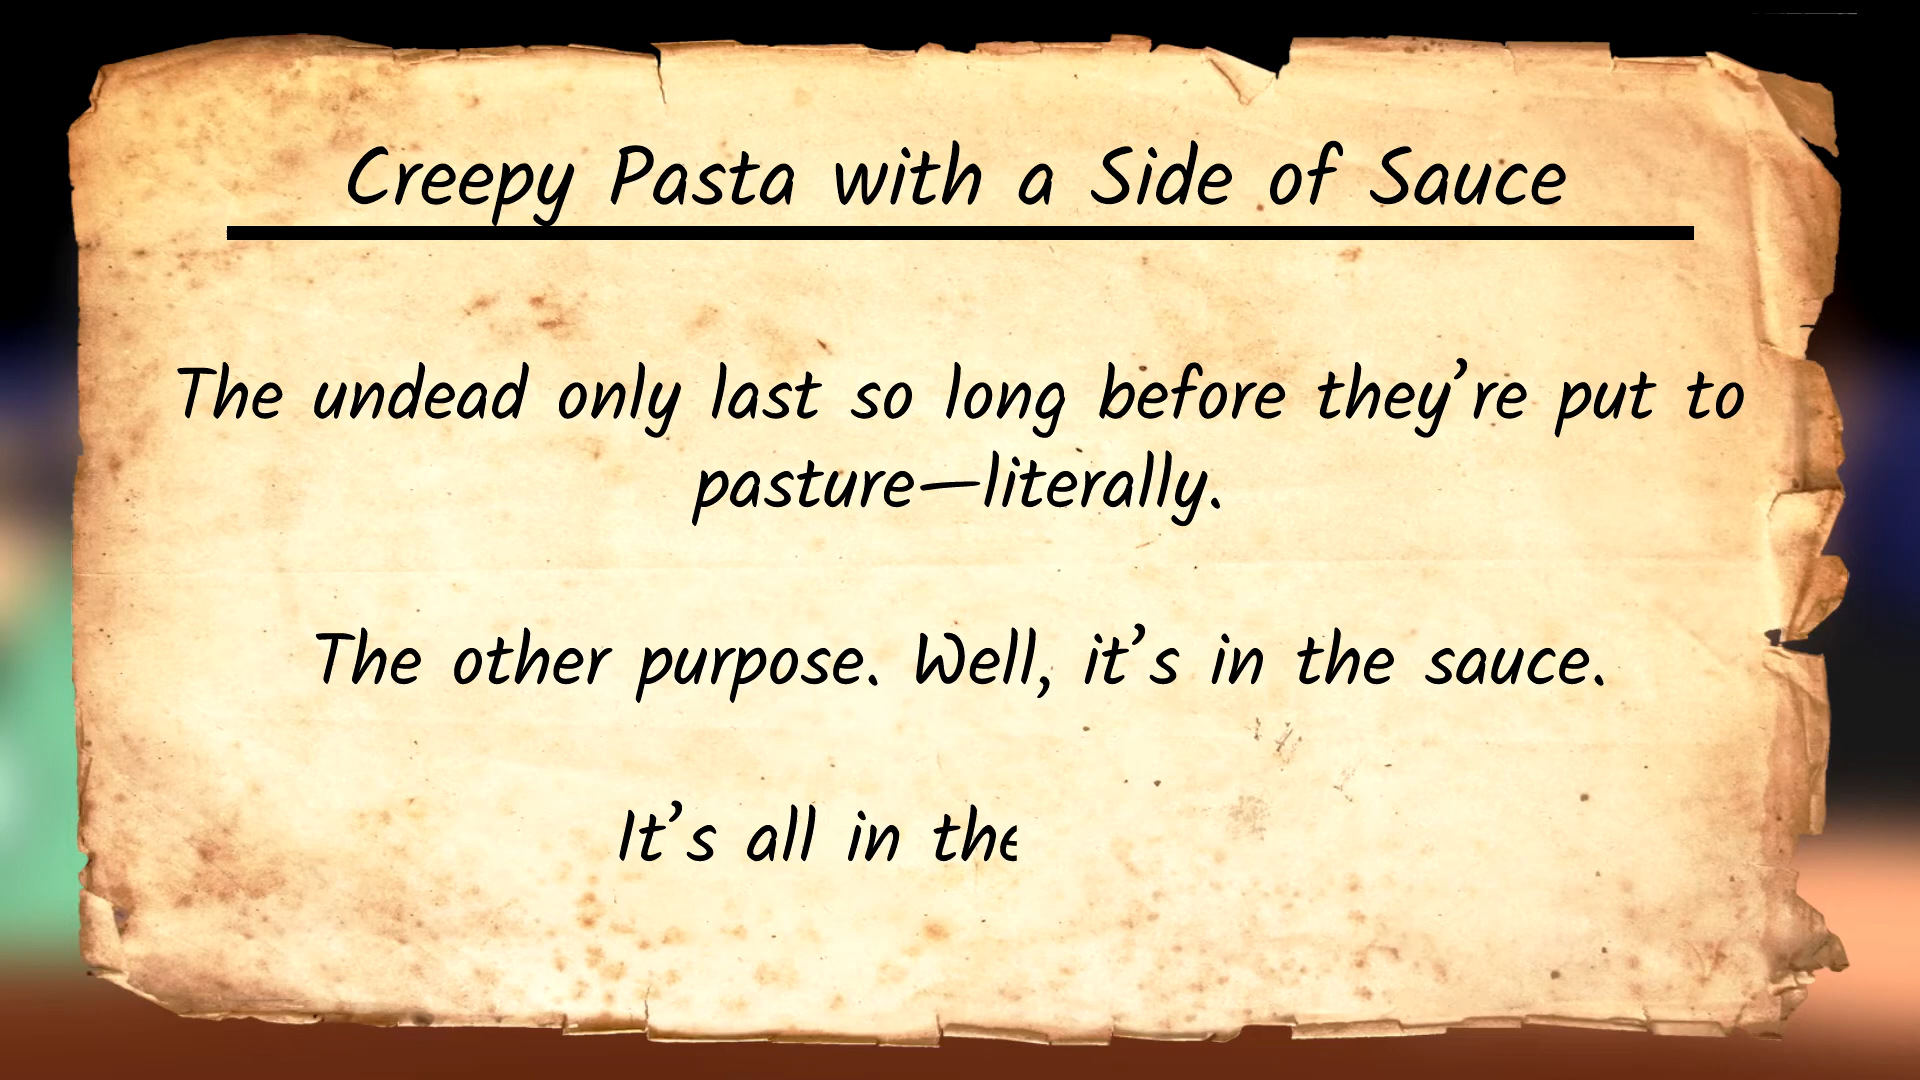 Creepy Pasta with a Side of Sauce
The undead only last so long before they’re put to
pasture—literally.
The other purpose. Well, it’s in the sauce.
It’s all in the